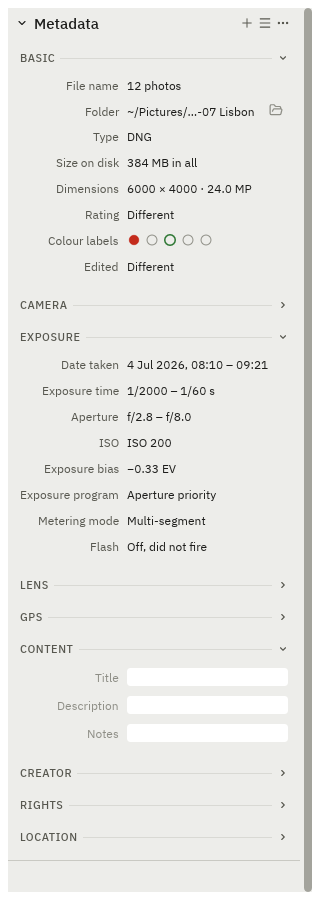 Metadata
BASIC
File name 12 photos
Folder ~/Pictures/...-07 Lisbon
Type DNG
Size on disk 384 MB in all
Dimensions 6000 × 4000 · 24.0 MP
Rating Different
Colour labels
Edited Different
CAMERA
EXPOSURE
Date taken 4 Jul 2026, 08:10 – 09:21
Exposure time 1/2000 – 1/60 s
Aperture f/2.8 – f/8.0
ISO ISO 200
Exposure bias −0.33 EV
Exposure program Aperture priority
Metering mode Multi-segment
Flash Off, did not fire
LENS
GPS
CONTENT
Title
Description
Notes
CREATOR
RIGHTS
LOCATION